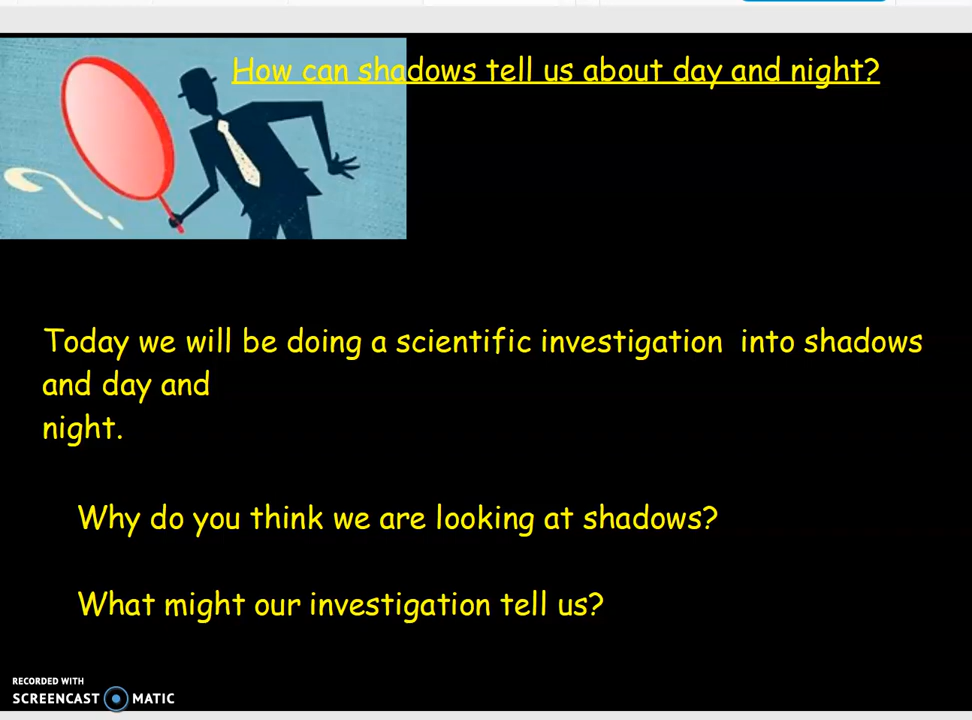 How can shadows tell us about day and night?
Today we will be doing a scientific investigation  into shadows
and day and
night.
Why do you think we are looking at shadows?
What might our investigation tell us?
RECORDED WITH
SCREENCAST MATIC